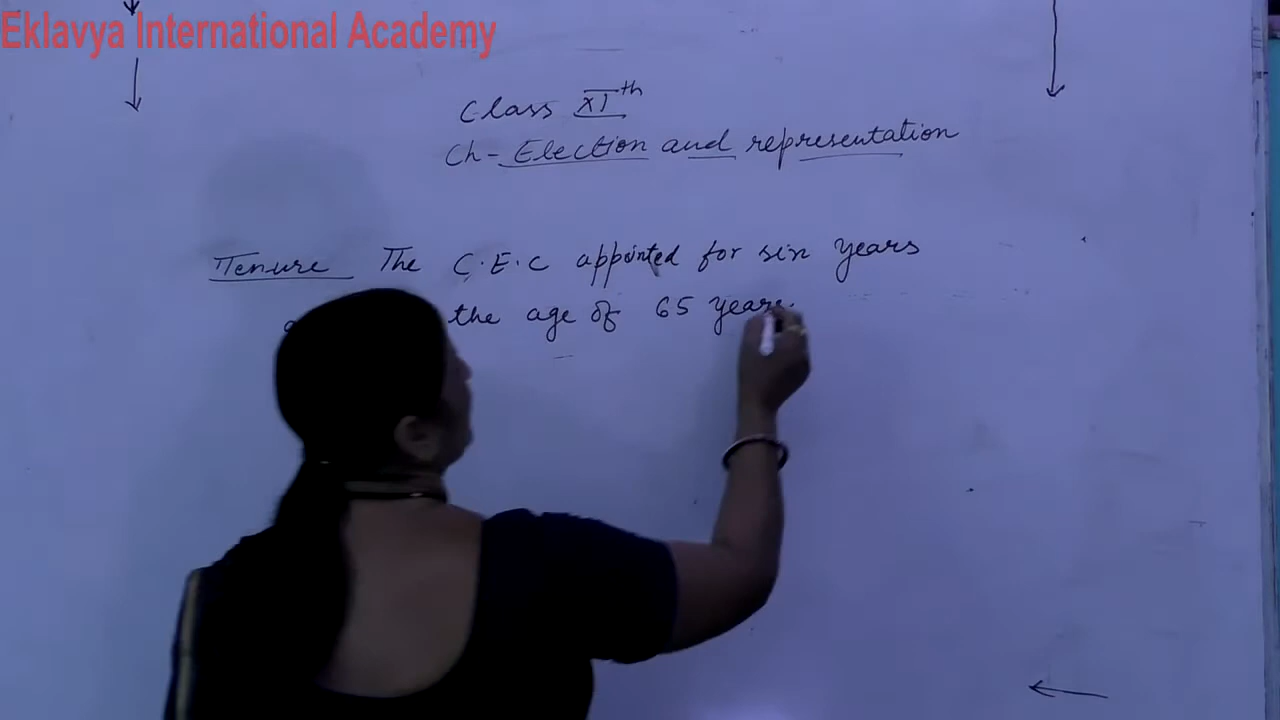 Eklavya International Academy
Class XIth
Ch- Election and representation
Tenure The C.E.C appointed for six years
the age of 65 years.